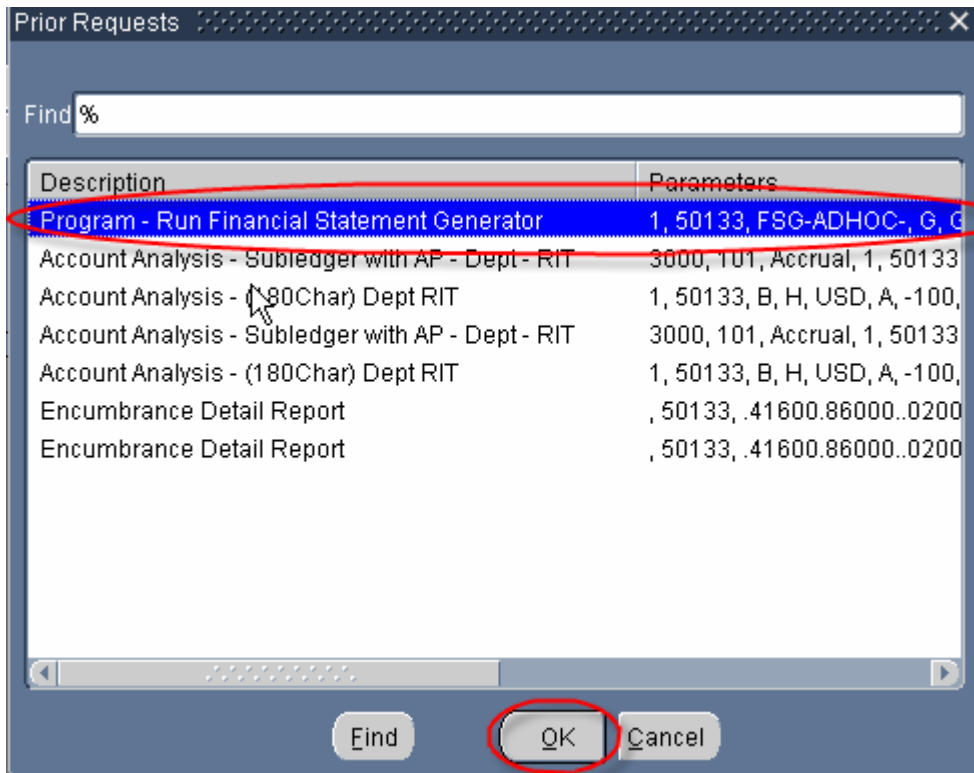 Prior Requests
Find %
Description Parameters
Program - Run Financial Statement Generator 1, 50133, FSG-ADHOC-, G, G
Account Analysis - Subledger with AP - Dept - RIT 3000, 101, Accrual, 1, 50133
Account Analysis - (180Char) Dept RIT 1, 50133, B, H, USD, A, -100,
Account Analysis - Subledger with AP - Dept - RIT 3000, 101, Accrual, 1, 50133
Account Analysis - (180Char) Dept RIT 1, 50133, B, H, USD, A, -100,
Encumbrance Detail Report , 50133, .41600.86000..0200
Encumbrance Detail Report , 50133, .41600.86000..0200
Find OK Cancel